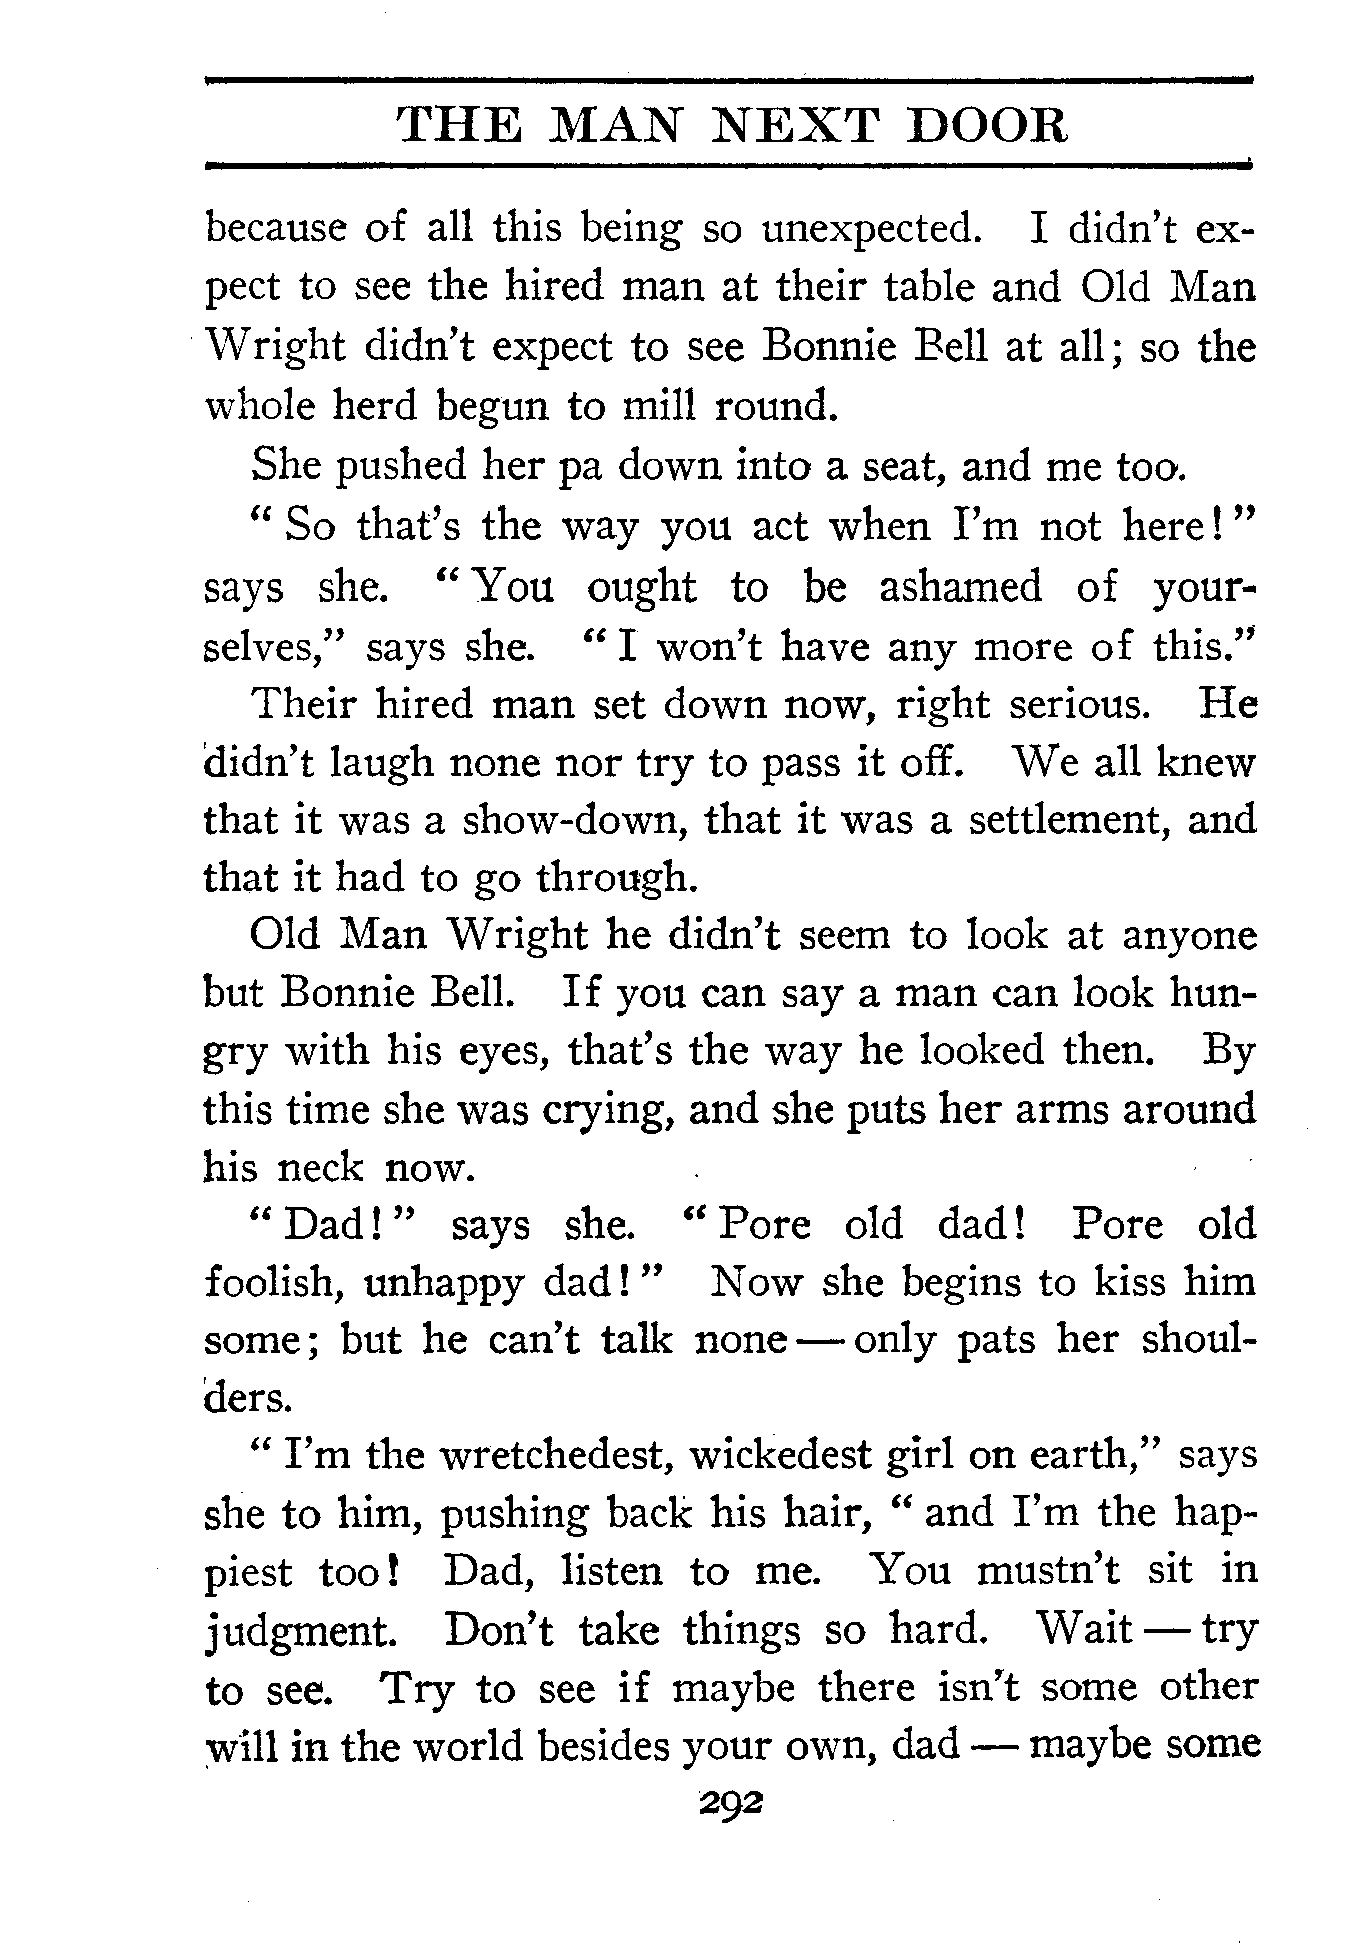 THE MAN NEXT DOOR
because of all this being so unexpected. I didn't ex-
pect to see the hired man at their table and Old Man
Wright didn't expect to see Bonnie Bell at all; so the
whole herd begun to mill round.
She pushed her pa down into a seat, and me too.
" So that's the way you act when I'm not here! "
says she. " You ought to be ashamed of your-
selves," says she. " I won't have any more of this."
Their hired man set down now, right serious. He
didn't laugh none nor try to pass it off. We all knew
that it was a show-down, that it was a settlement, and
that it had to go through.
Old Man Wright he didn't seem to look at anyone
but Bonnie Bell. If you can say a man can look hun-
gry with his eyes, that's the way he looked then. By
this time she was crying, and she puts her arms around
his neck now.
" Dad! " says she. " Pore old dad! Pore old
foolish, unhappy dad! " Now she begins to kiss him
some; but he can't talk none — only pats her shoul-
ders.
" I'm the wretchedest, wickedest girl on earth," says
she to him, pushing back his hair, " and I'm the hap-
piest too! Dad, listen to me. You mustn't sit in
judgment. Don't take things so hard. Wait — try
to see. Try to see if maybe there isn't some other
will in the world besides your own, dad — maybe some
292